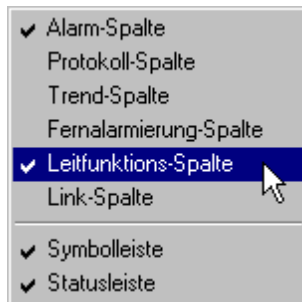 Alarm-Spalte
Protokoll-Spalte
Trend-Spalte
Fernalarmierung-Spalte
Leitfunktions-Spalte
Link-Spalte
Symbolleiste
Statusleiste